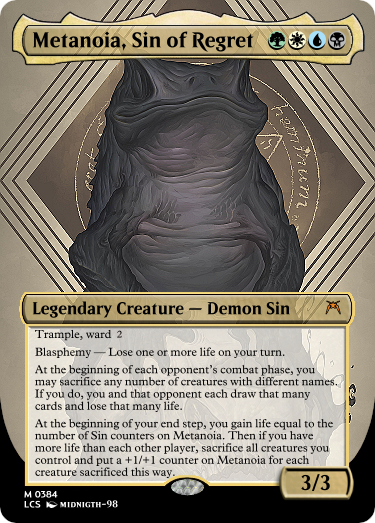 Metanoia, Sin of Regret
Legendary Creature — Demon Sin
Trample, ward 2
Blasphemy — Lose one or more life on your turn.
At the beginning of each opponent's combat phase, you
may sacrifice any number of creatures with different names.
If you do, you and that opponent each draw that many
cards and lose that many life.
At the beginning of your end step, you gain life equal to the
number of Sin counters on Metanoia. Then if you have
more life than each other player, sacrifice all creatures you
control and put a +1/+1 counter on Metanoia for each
creature sacrificed this way.
3/3
M 0384
LCS MIDNIGTH-98